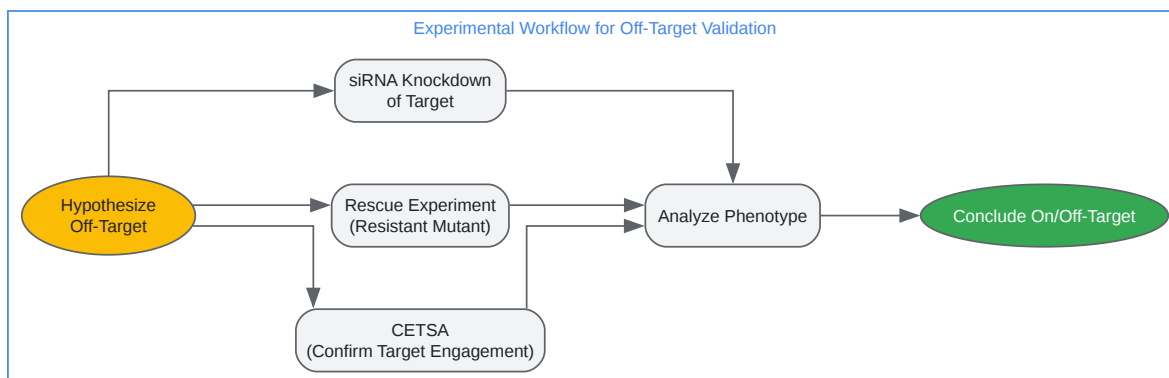 Experimental Workflow for Off-Target Validation
siRNA Knockdown
of Target
Hypothesize
Off-Target
Rescue Experiment
(Resistant Mutant)
Analyze Phenotype
Conclude On/Off-Target
CETSA
(Confirm Target Engagement)